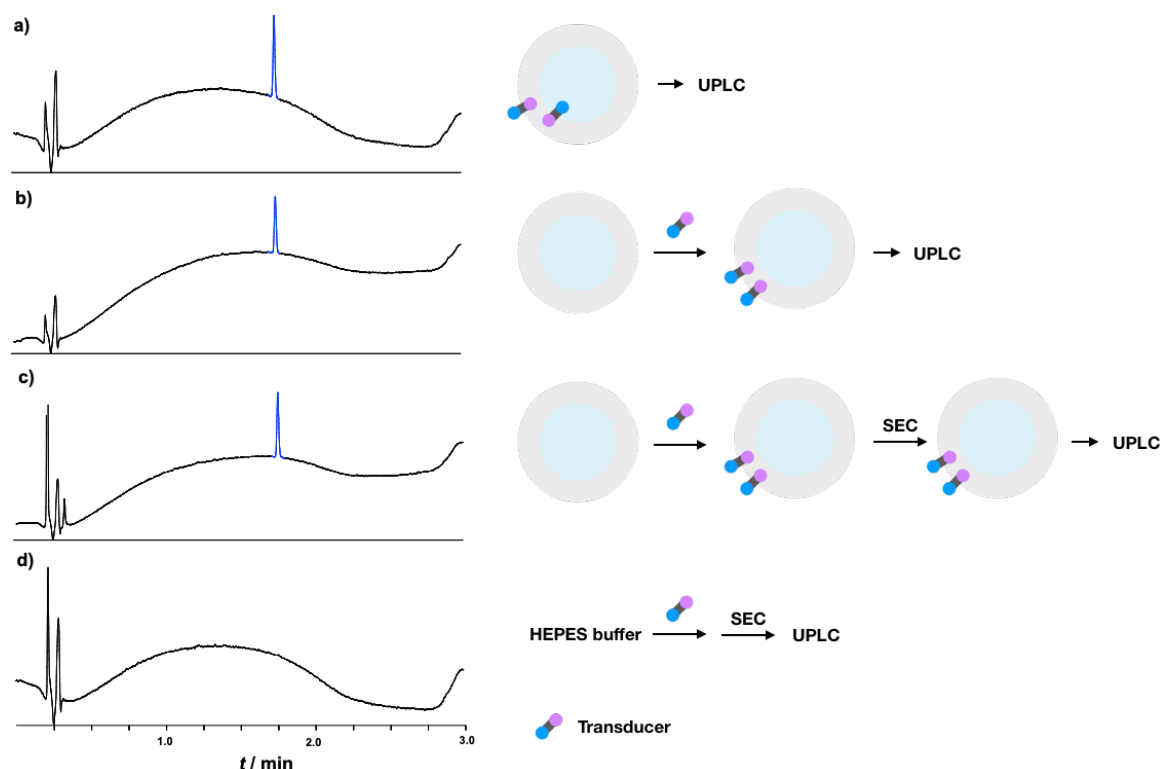 a)
UPLC
b)
UPLC
c)
SEC
UPLC
d)
HEPES buffer
SEC
UPLC
Transducer
1.0 2.0 3.0
t / min